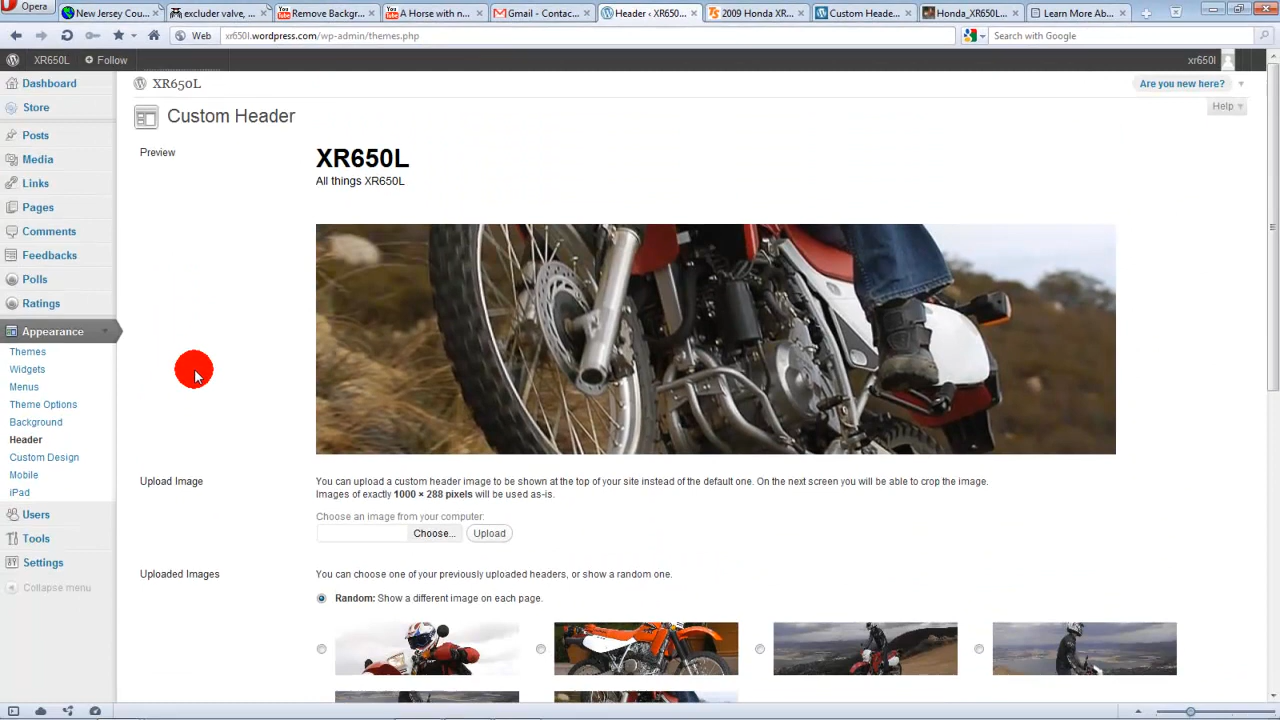 Opera
New Jersey Cou...
excluder valve, ...
Remove Backgr...
A Horse with n...
Gmail - Contac...
Header ‹ XR650...
2009 Honda XR...
Custom Heade...
Honda_XR650L...
Learn More Ab...
Web
xr650l.wordpress.com/wp-admin/themes.php
Search with Google
XR650L
Follow
xr650l
Dashboard
Store
Posts
Media
Links
Pages
Comments
Feedbacks
Polls
Ratings
Appearance
Themes
Widgets
Menus
Theme Options
Background
Header
Custom Design
Mobile
iPad
Users
Tools
Settings
Collapse menu
XR650L
Are you new here?
Help
Custom Header
Preview
XR650L
All things XR650L
Upload Image
You can upload a custom header image to be shown at the top of your site instead of the default one. On the next screen you will be able to crop the image.
Images of exactly 1000 × 288 pixels will be used as-is.
Choose an image from your computer:
Choose...
Upload
Uploaded Images
You can choose one of your previously uploaded headers, or show a random one.
Random: Show a different image on each page.